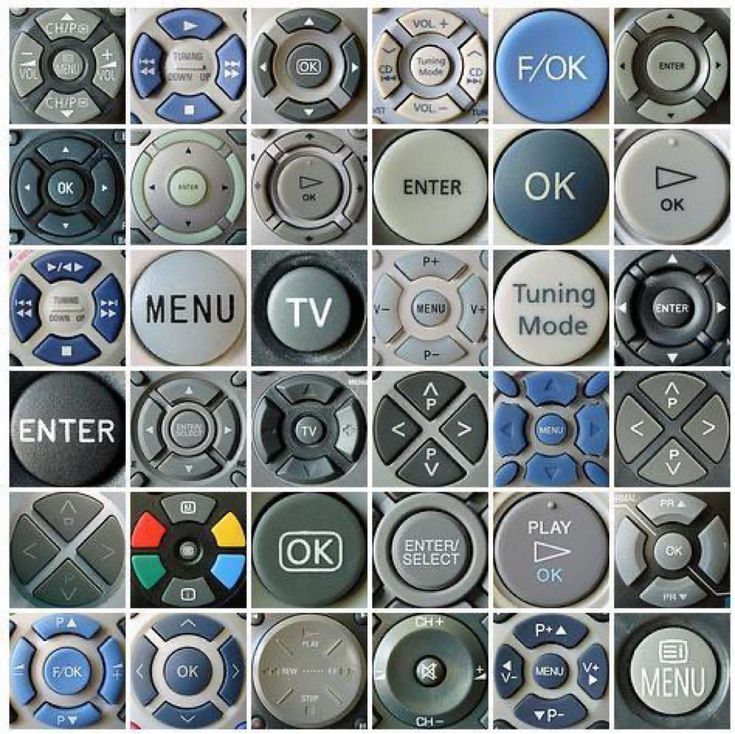 CH/P
VOL
MENU
VOL
CH/P
TUNING
DOWN UP
OK
VOL. +
CD
Tuning
Mode
CD
VOL. –
F/OK
ENTER
OK
ENTER
OK
ENTER
OK
OK
TUNING
DOWN UP
MENU
TV
P+
V–
MENU
V+
P–
Tuning
Mode
ENTER
ENTER
ENTER/
SELECT
TV
P
P
MENU
P
P
P
P
OK
ENTER/
SELECT
PLAY
OK
PR
OK
PR
P
F/OK
P
OK
PLAY
REW
FF
STOP
CH +
CH –
P+
V–
MENU
V+
P–
MENU